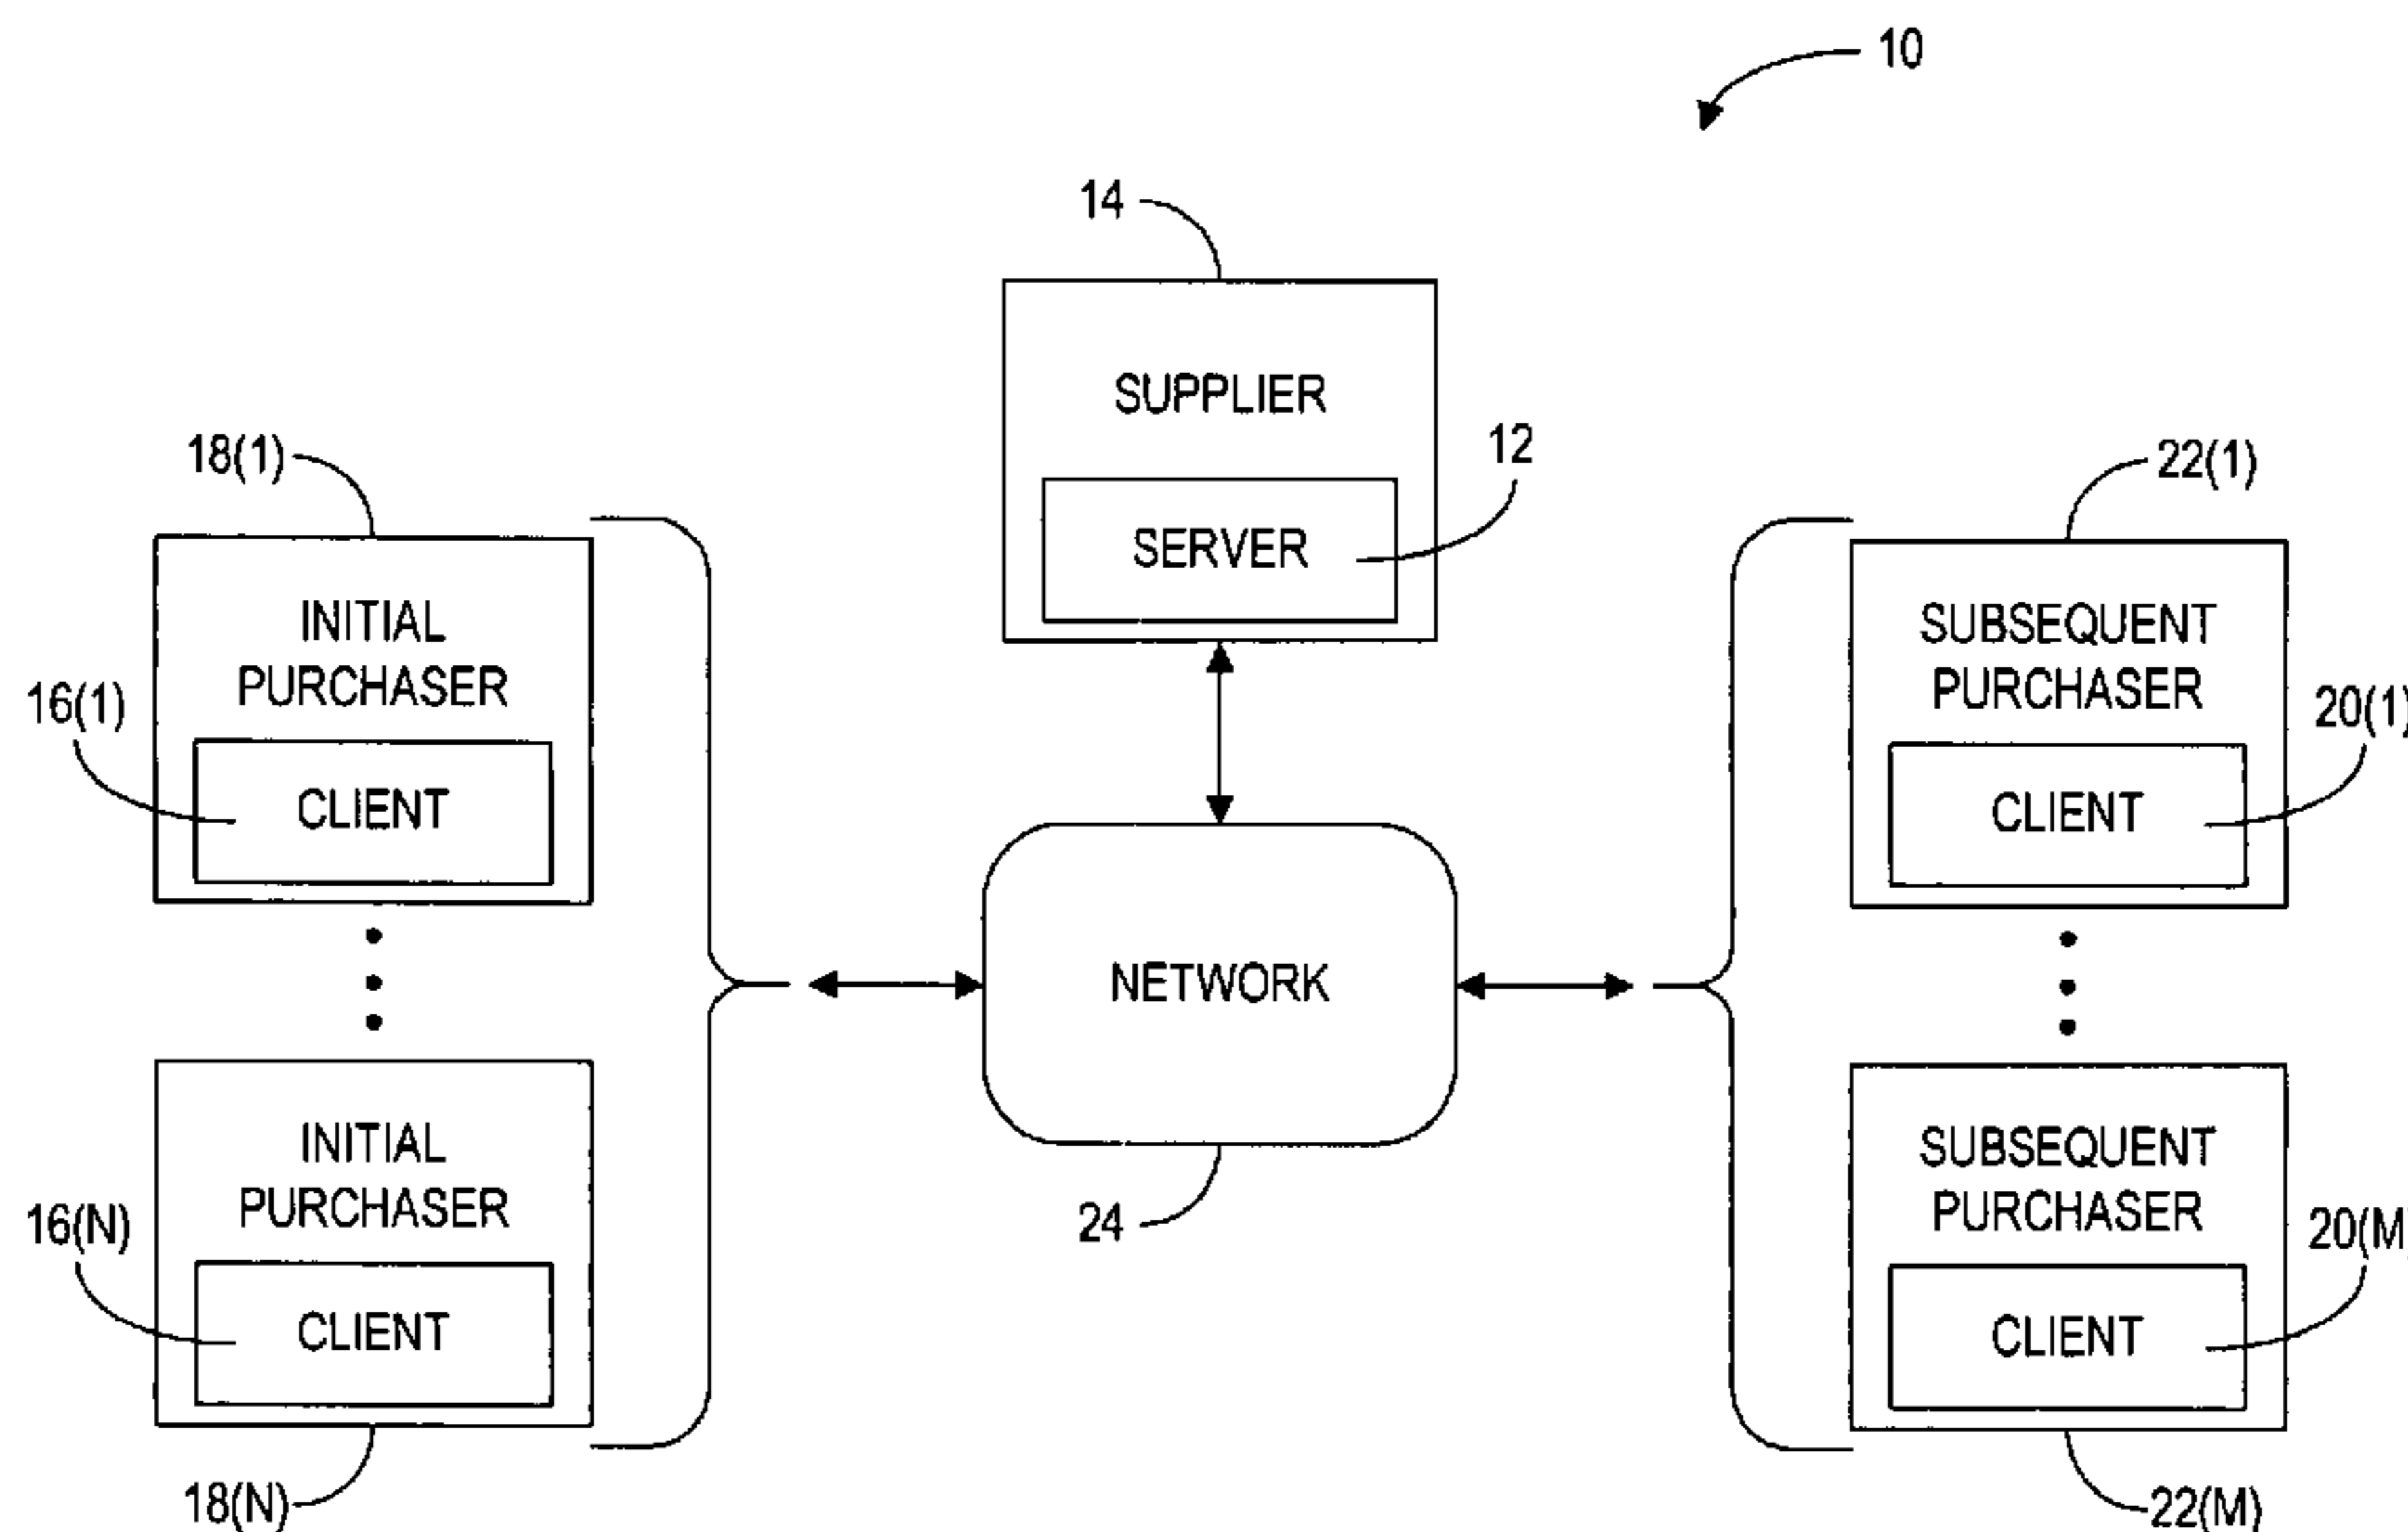 10
14
SUPPLIER
12
SERVER
18(1)
INITIAL
PURCHASER
16(1)
CLIENT
22(1)
SUBSEQUENT
PURCHASER
20(1)
CLIENT
NETWORK
24
INITIAL
PURCHASER
16(N)
CLIENT
18(N)
SUBSEQUENT
PURCHASER
20(M
CLIENT
22(M)